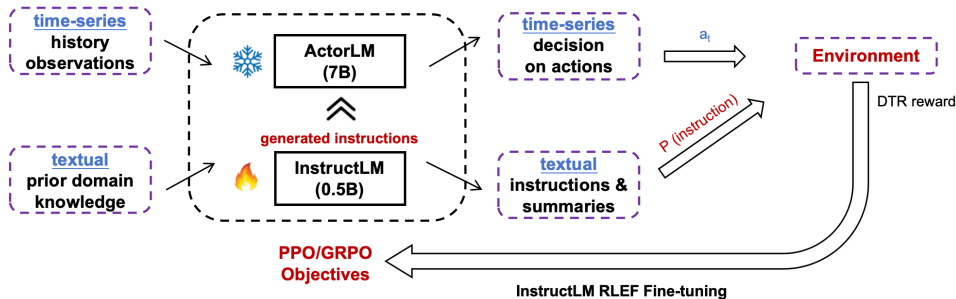 time-series
history
observations
textual
prior domain
knowledge
ActorLM
(7B)
generated instructions
InstructLM
(0.5B)
time-series
decision
on actions
textual
instructions &
summaries
a_t
P (instruction)
Environment
DTR reward
PPO/GRPO
Objectives
InstructLM RLEF Fine-tuning